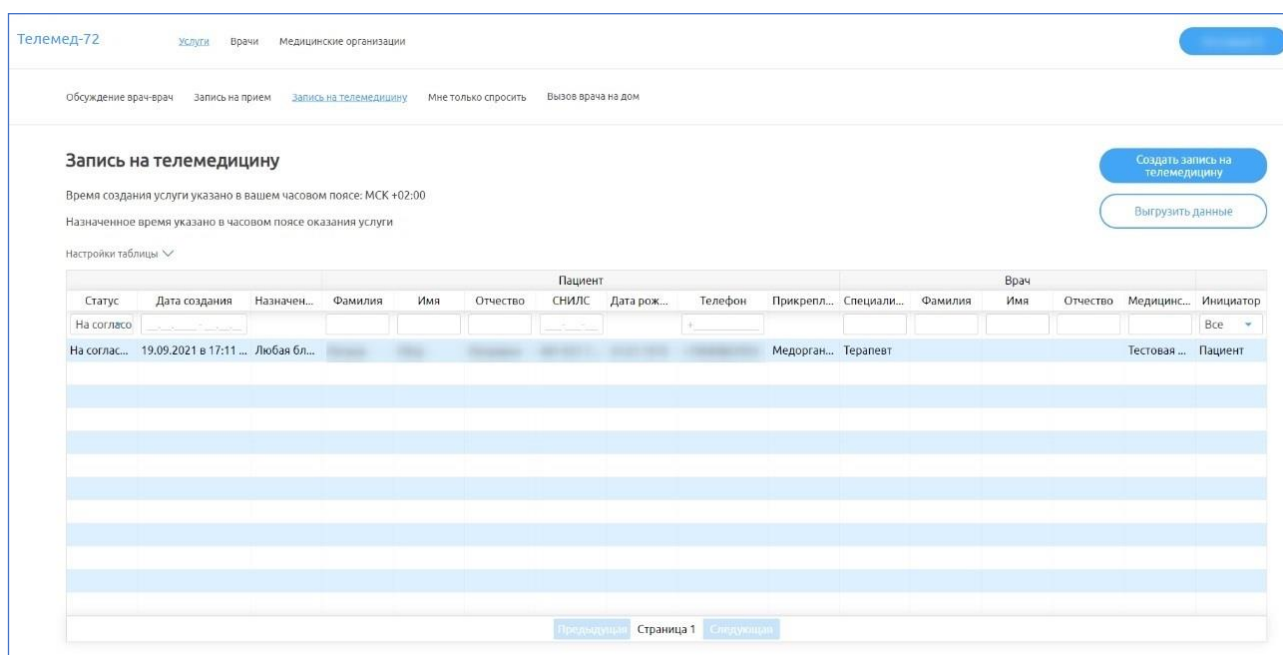 Телемед-72 Услуги Врачи Медицинские организации
Обсуждение врач-врач Запись на прием Запись на телемедицину Мне только спросить Вызов врача на дом
Запись на телемедицину
Создать запись на
телемедицину
Время создания услуги указано в вашем часовом поясе: МСК +02:00
Выгрузить данные
Назначенное время указано в часовом поясе оказания услуги
Настройки таблицы
Пациент Врач
Статус Дата создания Назначен... Фамилия Имя Отчество СНИЛС Дата рож... Телефон Прикрепл... Специали... Фамилия Имя Отчество Медицинс... Инициатор
На согласо Все
На соглас... 19.09.2021 в 17:11 ... Любая бл... Медорган... Терапевт Тестовая ... Пациент
Предыдущая Страница 1 Следующая